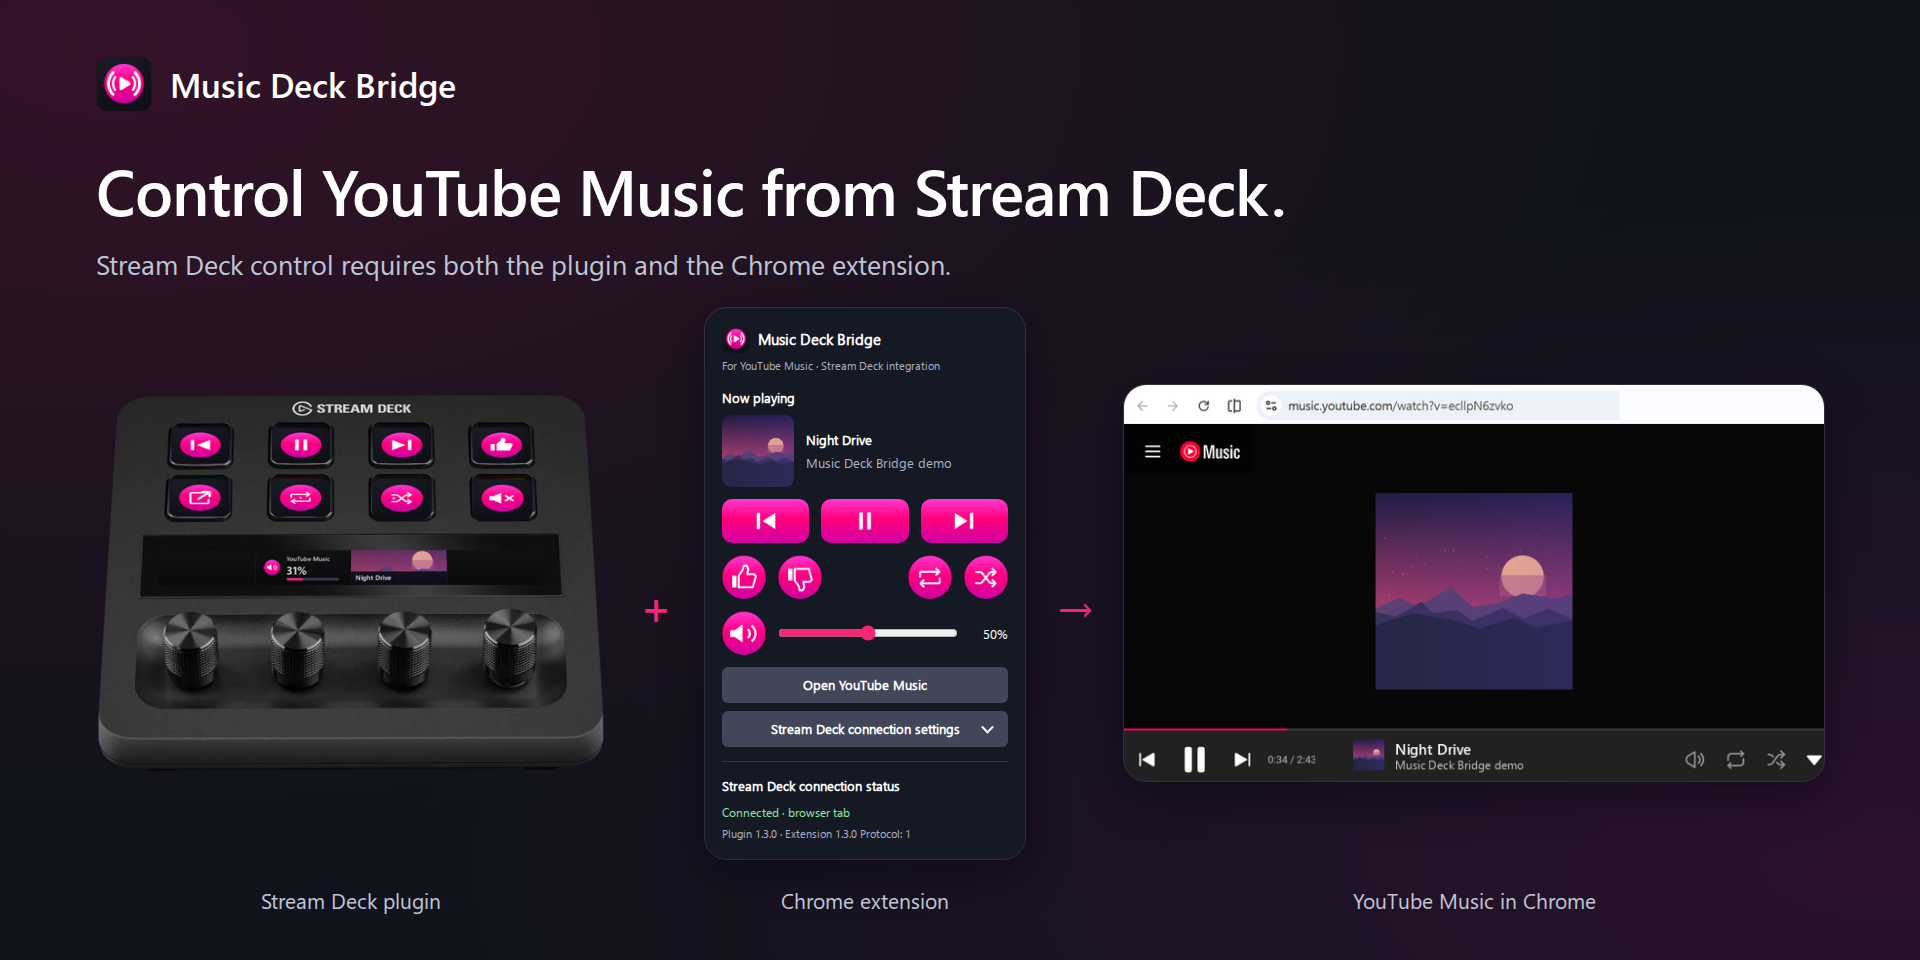 Music Deck Bridge
Control YouTube Music from Stream Deck.
Stream Deck control requires both the plugin and the Chrome extension.
STREAM DECK
YouTube Music
31%
Night Drive
+
Music Deck Bridge
For YouTube Music · Stream Deck integration
Now playing
Night Drive
Music Deck Bridge demo
50%
Open YouTube Music
Stream Deck connection settings
Stream Deck connection status
Connected · browser tab
Plugin 1.3.0 · Extension 1.3.0 Protocol: 1
→
music.youtube.com/watch?v=ecllpN6zvko
Music
0:34 / 2:43
Night Drive
Music Deck Bridge demo
Stream Deck plugin
Chrome extension
YouTube Music in Chrome